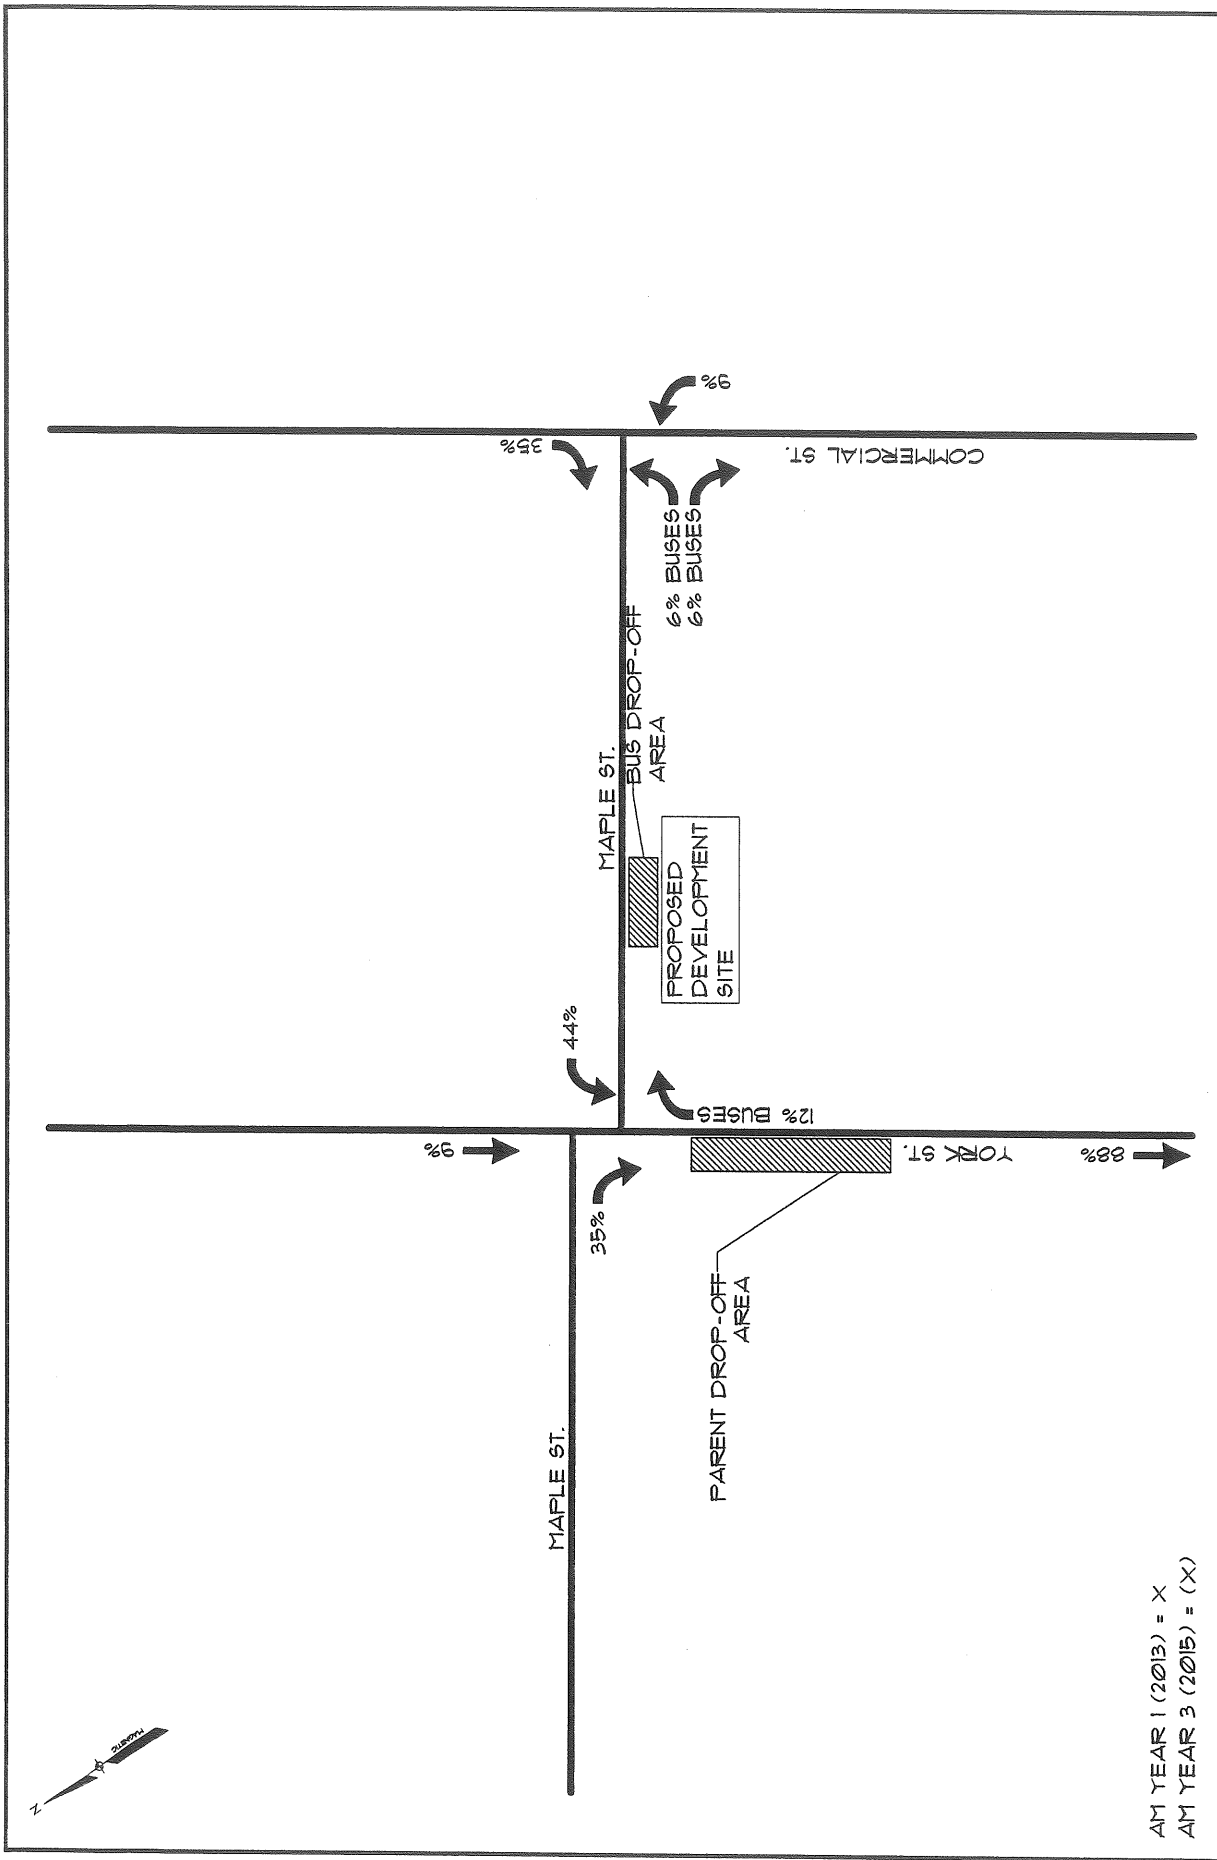 N
MAGNETIC
MAPLE ST.
PARENT DROP-OFF
AREA
35%
9%
YORK ST.
88%
12% BUSES
44%
PROPOSED
DEVELOPMENT
SITE
MAPLE ST.
BUS DROP-OFF
AREA
6% BUSES
6% BUSES
35%
COMMERCIAL ST.
9%
AM YEAR 1 (2013) = X
AM YEAR 3 (2015) = (X)